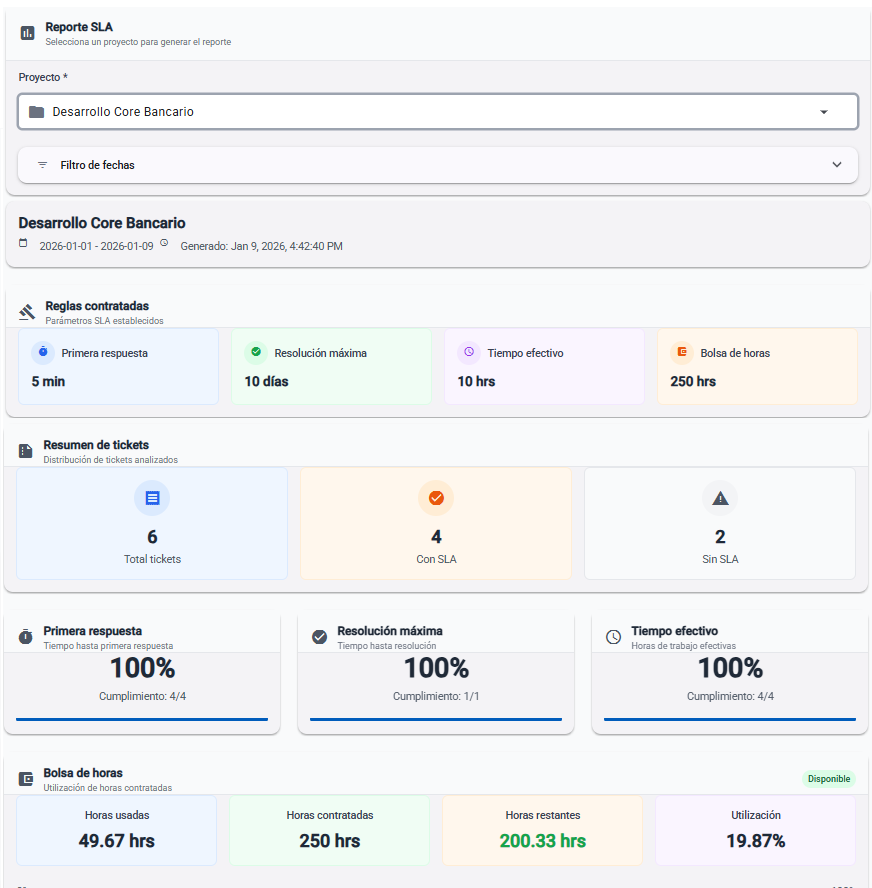 Reporte SLA
Selecciona un proyecto para generar el reporte
Proyecto *
Desarrollo Core Bancario
Filtro de fechas
Desarrollo Core Bancario
2026-01-01 - 2026-01-09 Generado: Jan 9, 2026, 4:42:40 PM
Reglas contratadas
Parámetros SLA establecidos
Primera respuesta
5 min
Resolución máxima
10 días
Tiempo efectivo
10 hrs
Bolsa de horas
250 hrs
Resumen de tickets
Distribución de tickets analizados
6
Total tickets
4
Con SLA
2
Sin SLA
Primera respuesta
Tiempo hasta primera respuesta
100%
Cumplimiento: 4/4
Resolución máxima
Tiempo hasta resolución
100%
Cumplimiento: 1/1
Tiempo efectivo
Horas de trabajo efectivas
100%
Cumplimiento: 4/4
Bolsa de horas
Utilización de horas contratadas
Disponible
Horas usadas
49.67 hrs
Horas contratadas
250 hrs
Horas restantes
200.33 hrs
Utilización
19.87%